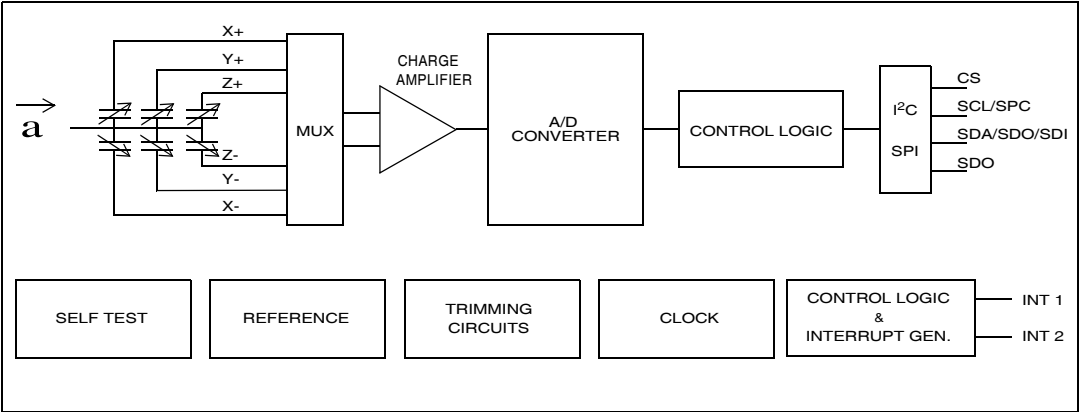 X+
Y+
Z+
a
Z-
Y-
X-
MUX
CHARGE
AMPLIFIER
A/D
CONVERTER
CONTROL LOGIC
I²C
SPI
CS
SCL/SPC
SDA/SDO/SDI
SDO
SELF TEST
REFERENCE
TRIMMING
CIRCUITS
CLOCK
CONTROL LOGIC
&
INTERRUPT GEN.
INT 1
INT 2